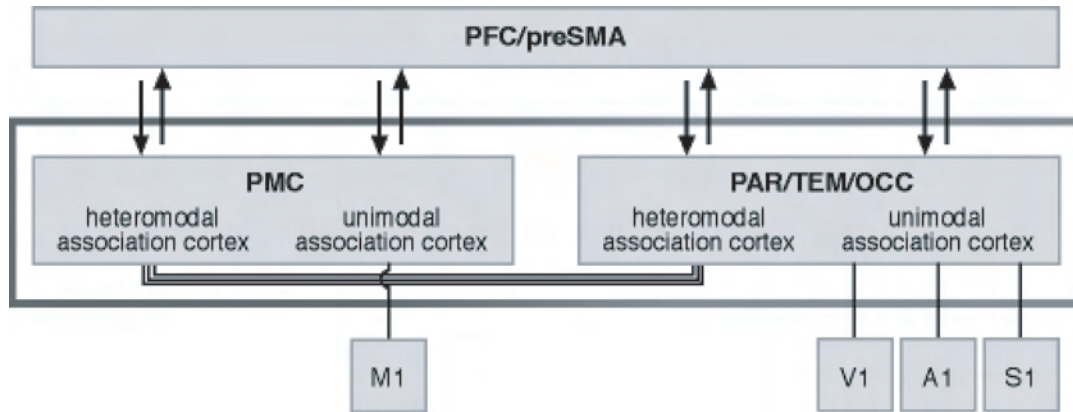 PFC/preSMA
PMC
heteromodal
association cortex
unimodal
association cortex
PAR/TEM/OCC
heteromodal
association cortex
unimodal
association cortex
M1
V1
A1
S1